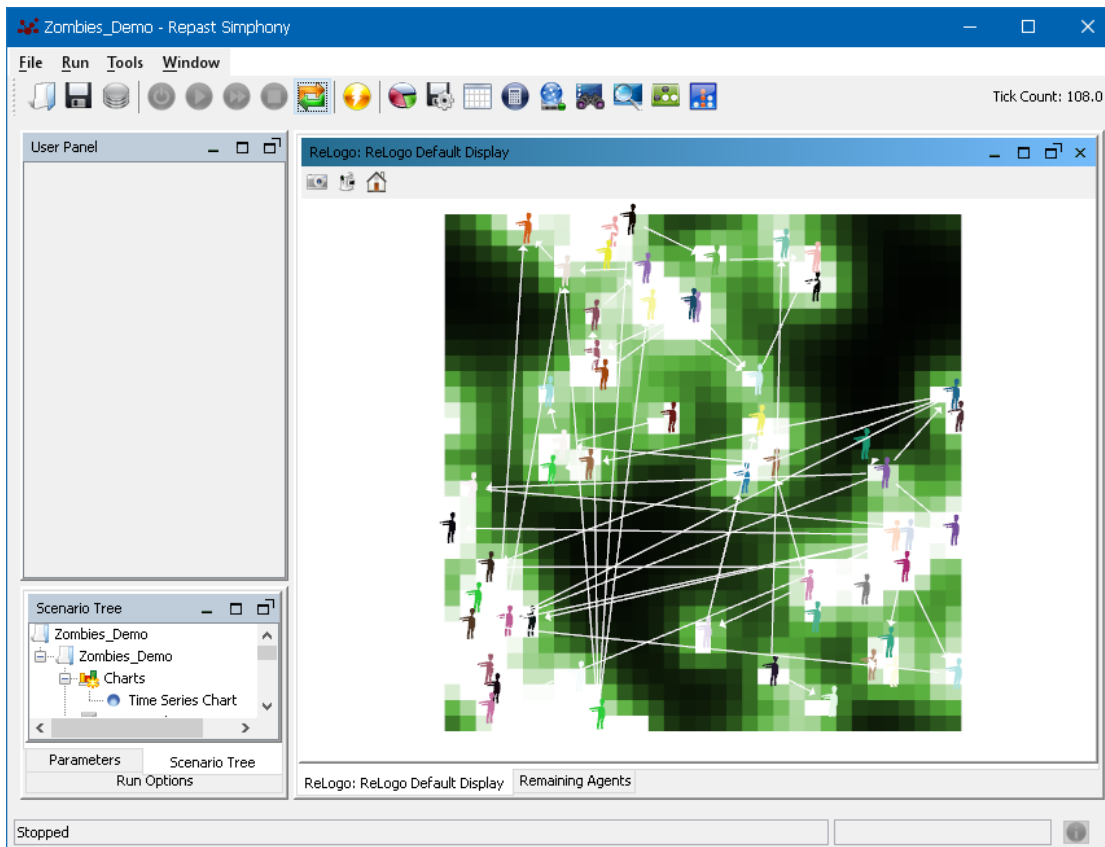 Zombies_Demo - Repast Simphony
File Run Tools Window
Tick Count: 108.0
User Panel
ReLogo: ReLogo Default Display
Scenario Tree
Zombies_Demo
Zombies_Demo
Charts
Time Series Chart
Parameters
Scenario Tree
Run Options
ReLogo: ReLogo Default Display
Remaining Agents
Stopped